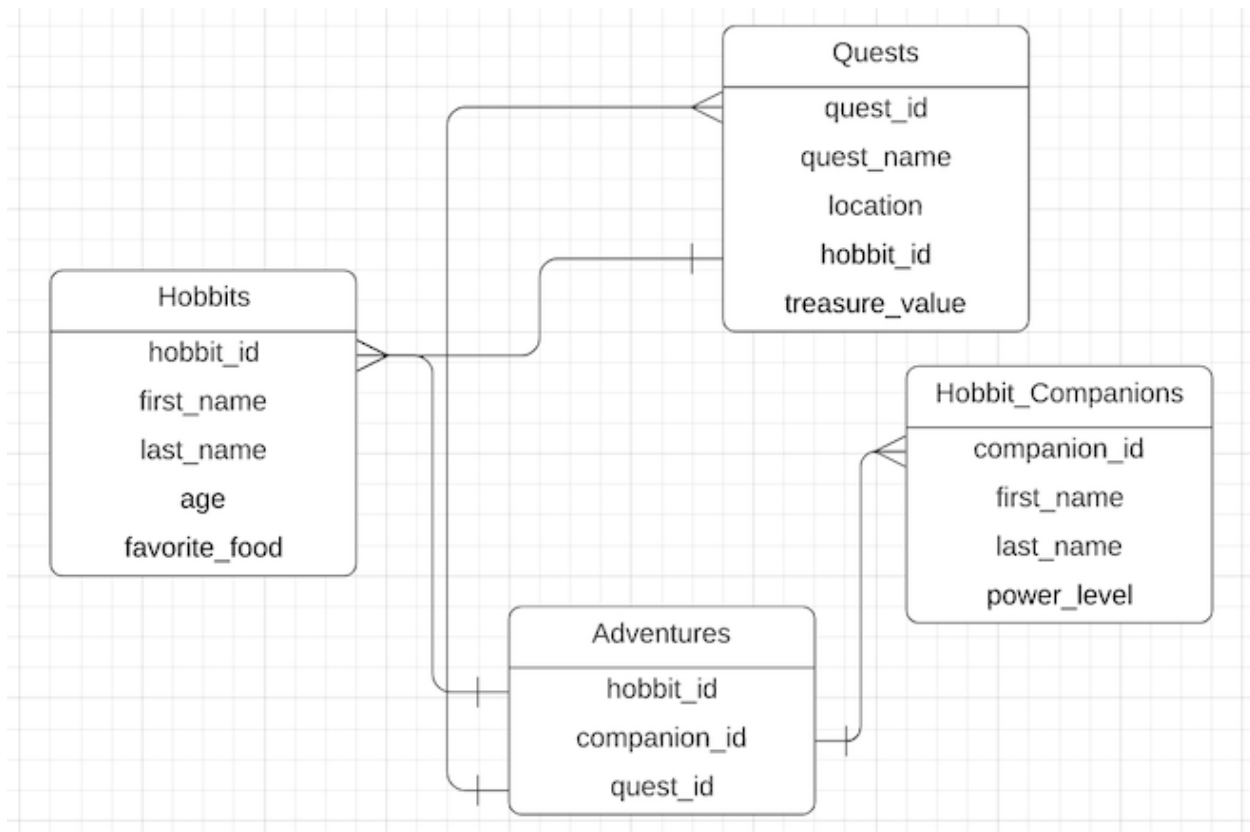 Quests
quest_id
quest_name
location
hobbit_id
treasure_value
Hobbits
hobbit_id
first_name
last_name
age
favorite_food
Hobbit_Companions
companion_id
first_name
last_name
power_level
Adventures
hobbit_id
companion_id
quest_id